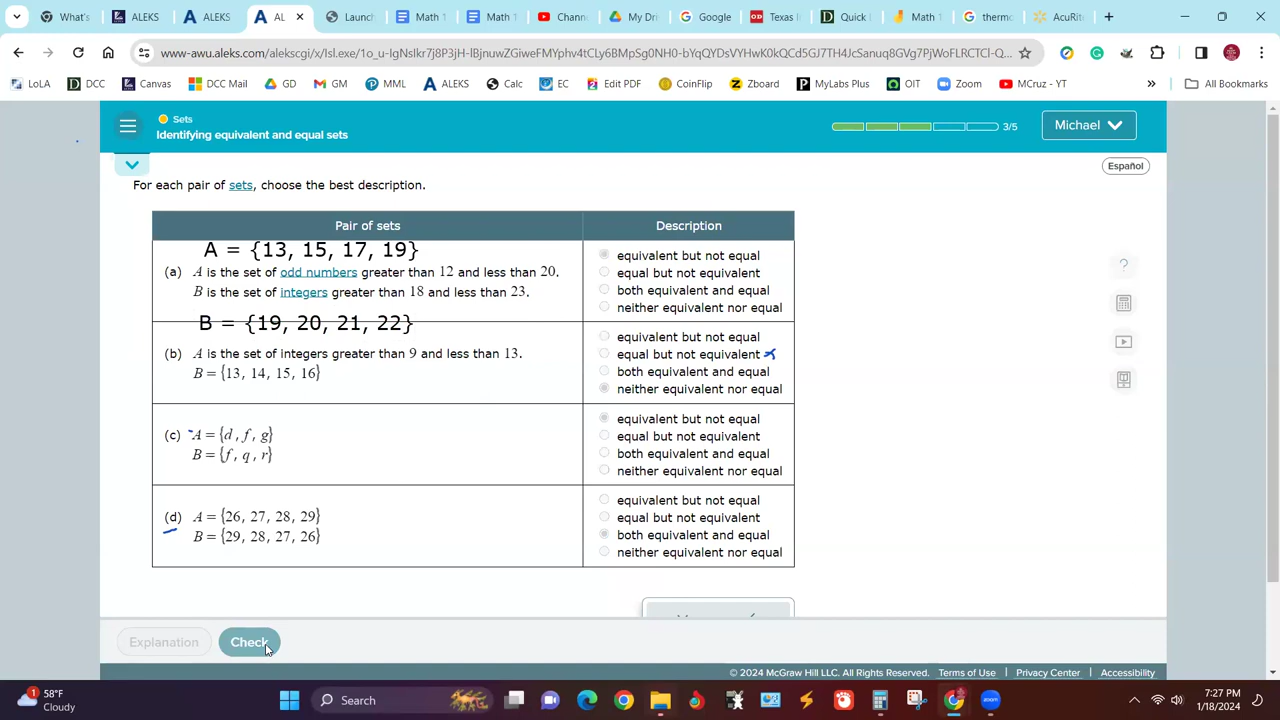 What's
ALEKS
ALEKS
AL
Launch
Math 1
Math 1
Chann
My Dri
Google
Texas I
Quick
Math 1
thermo
AcuRite
www-awu.aleks.com/alekscgi/x/Isl.exe/1o_u-
LoLA
DCC
Canvas
DCC Mail
GD
GM
MML
ALEKS
Calc
EC
Edit PDF
CoinFlip
Zboard
MyLabs Plus
OIT
Zoom
MCruz - YT
»
All Bookmarks
Sets
Identifying equivalent and equal sets
3/5
Michael
Español
For each pair of sets, choose the best description.
Pair of sets
Description
A = {13, 15, 17, 19}
(a) A is the set of odd numbers greater than 12 and less than 20.
B is the set of integers greater than 18 and less than 23.
B = {19, 20, 21, 22}
equivalent but not equal
equal but not equivalent
both equivalent and equal
neither equivalent nor equal
(b) A is the set of integers greater than 9 and less than 13.
B = {13, 14, 15, 16}
equivalent but not equal
equal but not equivalent
both equivalent and equal
neither equivalent nor equal
(c) A = {d, f, g}
B = {f, q, r}
equivalent but not equal
equal but not equivalent
both equivalent and equal
neither equivalent nor equal
(d) A = {26, 27, 28, 29}
B = {29, 28, 27, 26}
equivalent but not equal
equal but not equivalent
both equivalent and equal
neither equivalent nor equal
?
Explanation
Check
© 2024 McGraw Hill LLC. All Rights Reserved. Terms of Use | Privacy Center | Accessibility
1
58°F
Cloudy
Search
7:27 PM
1/18/2024